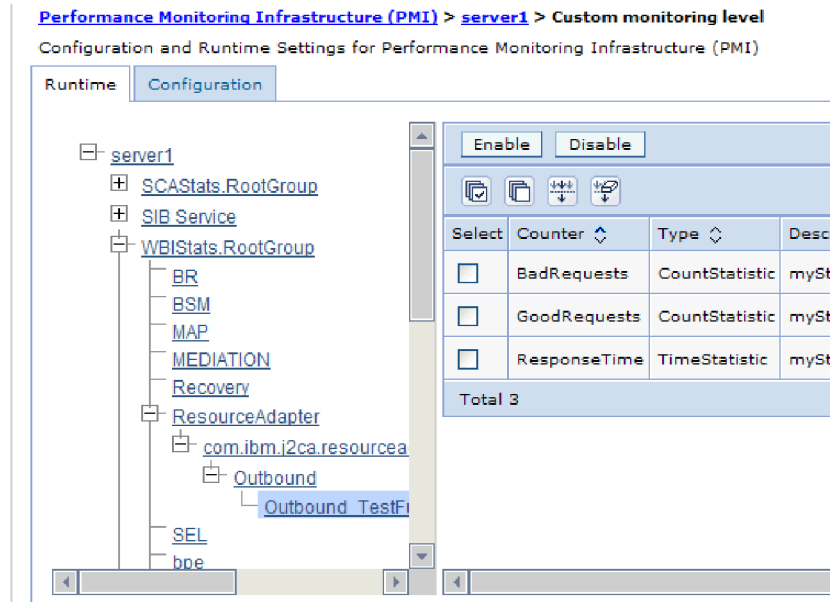 Performance Monitoring Infrastructure (PMI) > server1 > Custom monitoring level
Configuration and Runtime Settings for Performance Monitoring Infrastructure (PMI)
Runtime
Configuration
server1
SCAStats.RootGroup
SIB Service
WBIStats.RootGroup
BR
BSM
MAP
MEDIATION
Recovery
ResourceAdapter
com.ibm.j2ca.resourcea
Outbound
Outbound_TestF
SEL
bpe
Enable Disable
Select Counter Type Desc
BadRequests CountStatistic mySt
GoodRequests CountStatistic mySt
ResponseTime TimeStatistic mySt
Total 3